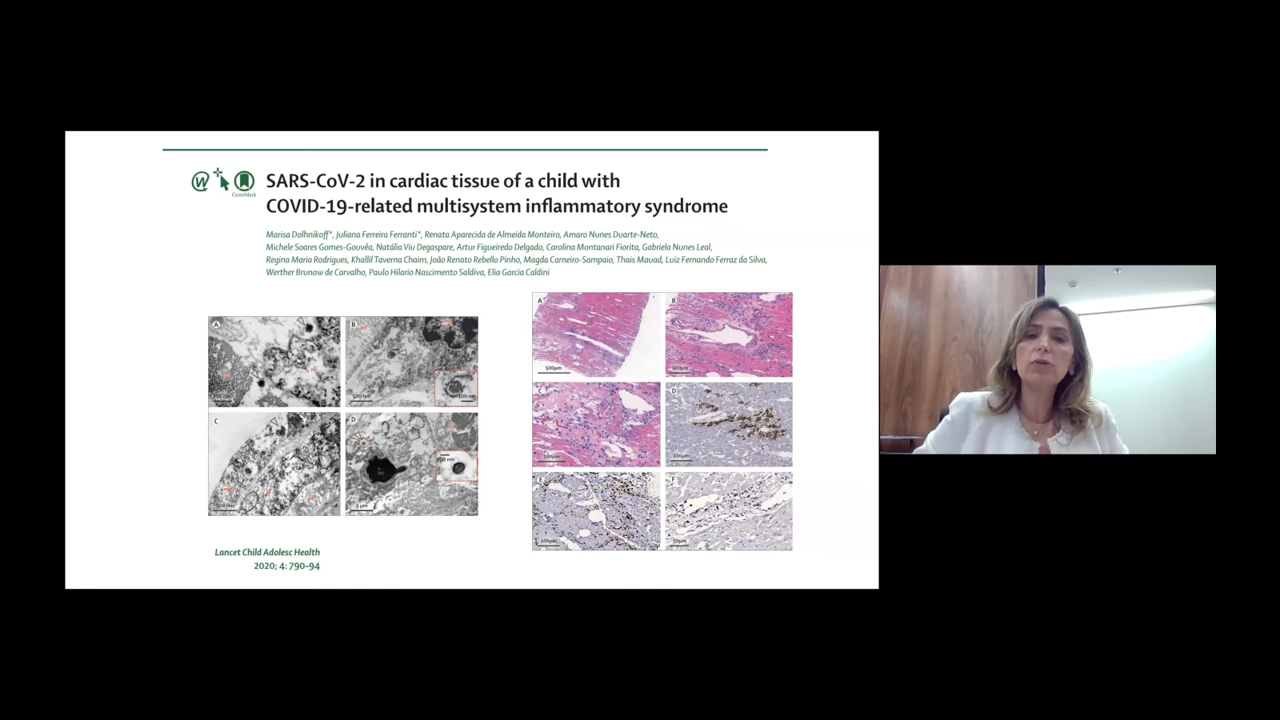 SARS-CoV-2 in cardiac tissue of a child with
COVID-19-related multisystem inflammatory syndrome
CrossMark
Marisa Dolhnikoff*, Juliana Ferreira Ferranti*, Renata Aparecida de Almeida Monteiro, Amaro Nunes Duarte-Neto,
Michele Soares Gomes-Gouvêa, Natália Viu Degaspare, Artur Figueiredo Delgado, Carolina Montanari Fiorita, Gabriela Nunes Leal,
Regina Maria Rodrigues, Khallil Taverna Chaim, João Renato Rebello Pinho, Magda Carneiro-Sampaio, Thais Mauad, Luiz Fernando Ferraz da Silva,
Werther Brunow de Carvalho, Paulo Hilario Nascimento Saldiva, Elia Garcia Caldini
A
B
C
D
A
B
D
500µm
Lancet Child Adolesc Health
2020; 4: 790–94